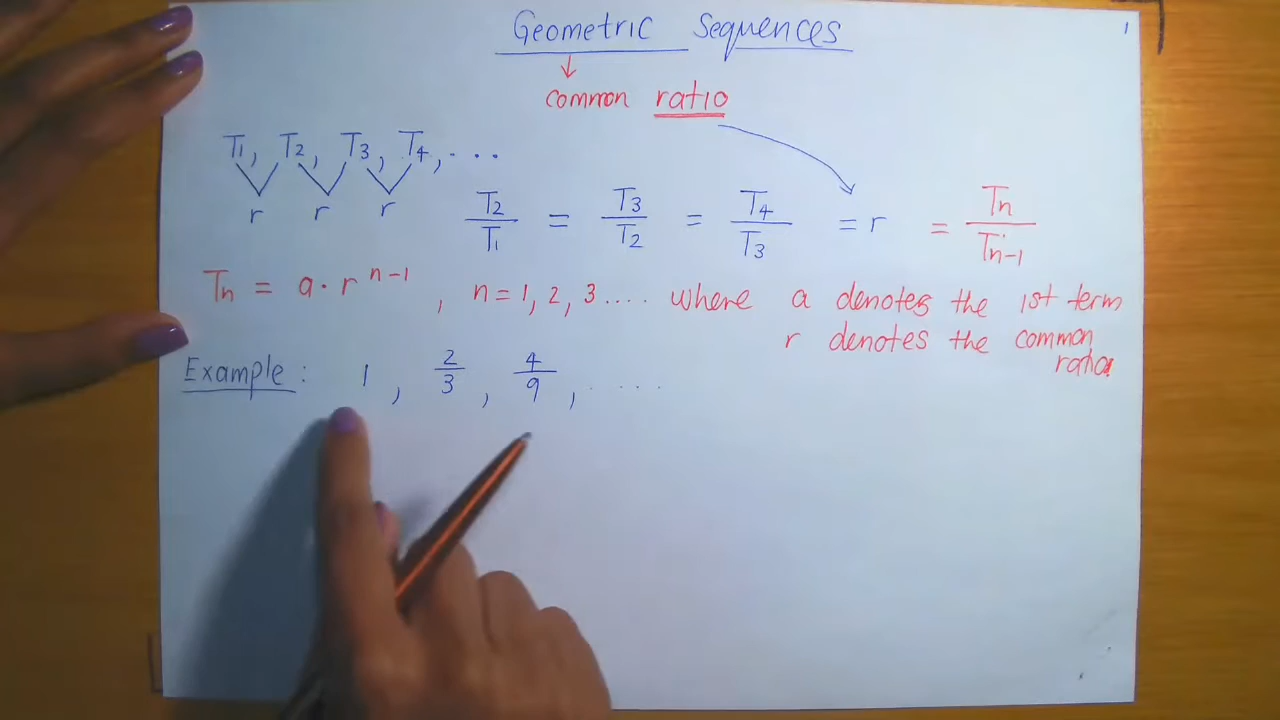 Geometric Sequences 1
common ratio
T1, T2, T3, T4, ...
r r r
T2/T1 = T3/T2 = T4/T3 = r = Tn/Tn-1
Tn = a · r^n-1 , n = 1, 2, 3 .... where a denotes the 1st term
r denotes the common
ratio.
Example : 1 , 2/3 , 4/9 , .....